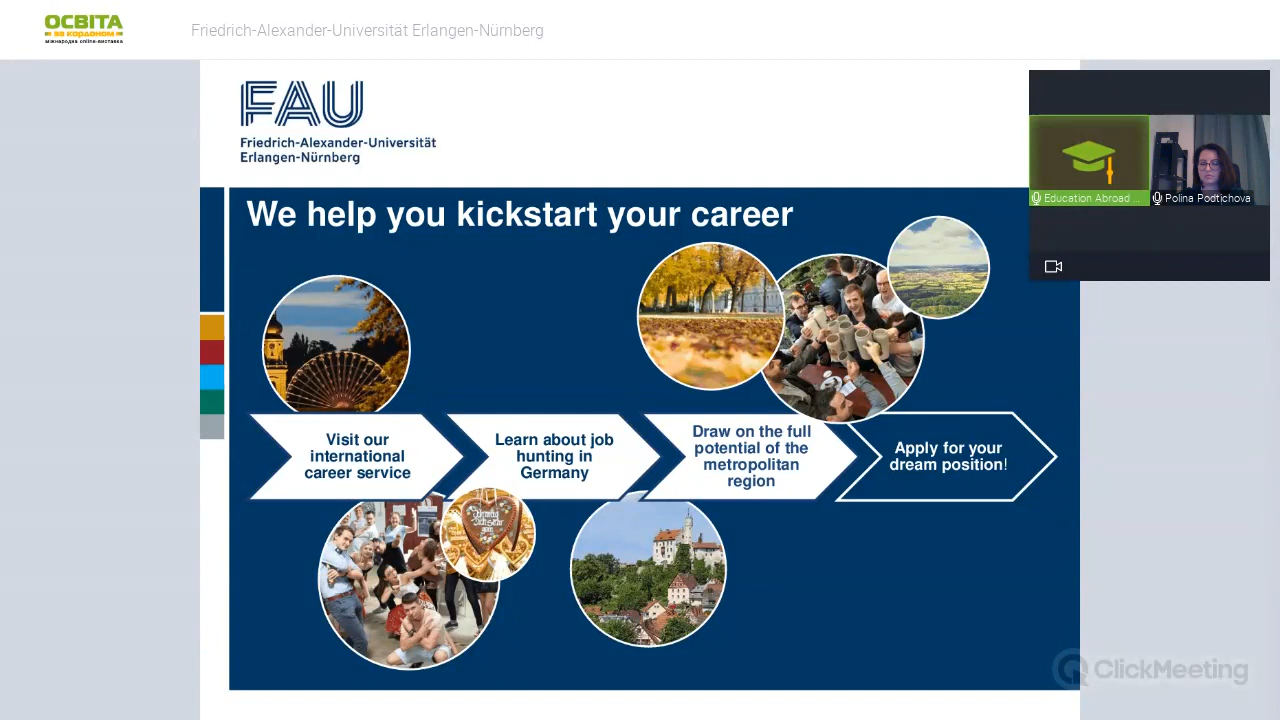 ОСВІТА
ЗА КОРДОНОМ
міжнародна online-виставка
Friedrich-Alexander-Universität Erlangen-Nürnberg
FAU
Friedrich-Alexander-Universität
Erlangen-Nürnberg
Education Abroad ...
Polina Podtichova
We help you kickstart your career
Visit our
international
career service
Learn about job
hunting in
Germany
Draw on the full
potential of the
metropolitan
region
Apply for your
dream position!
ClickMeeting